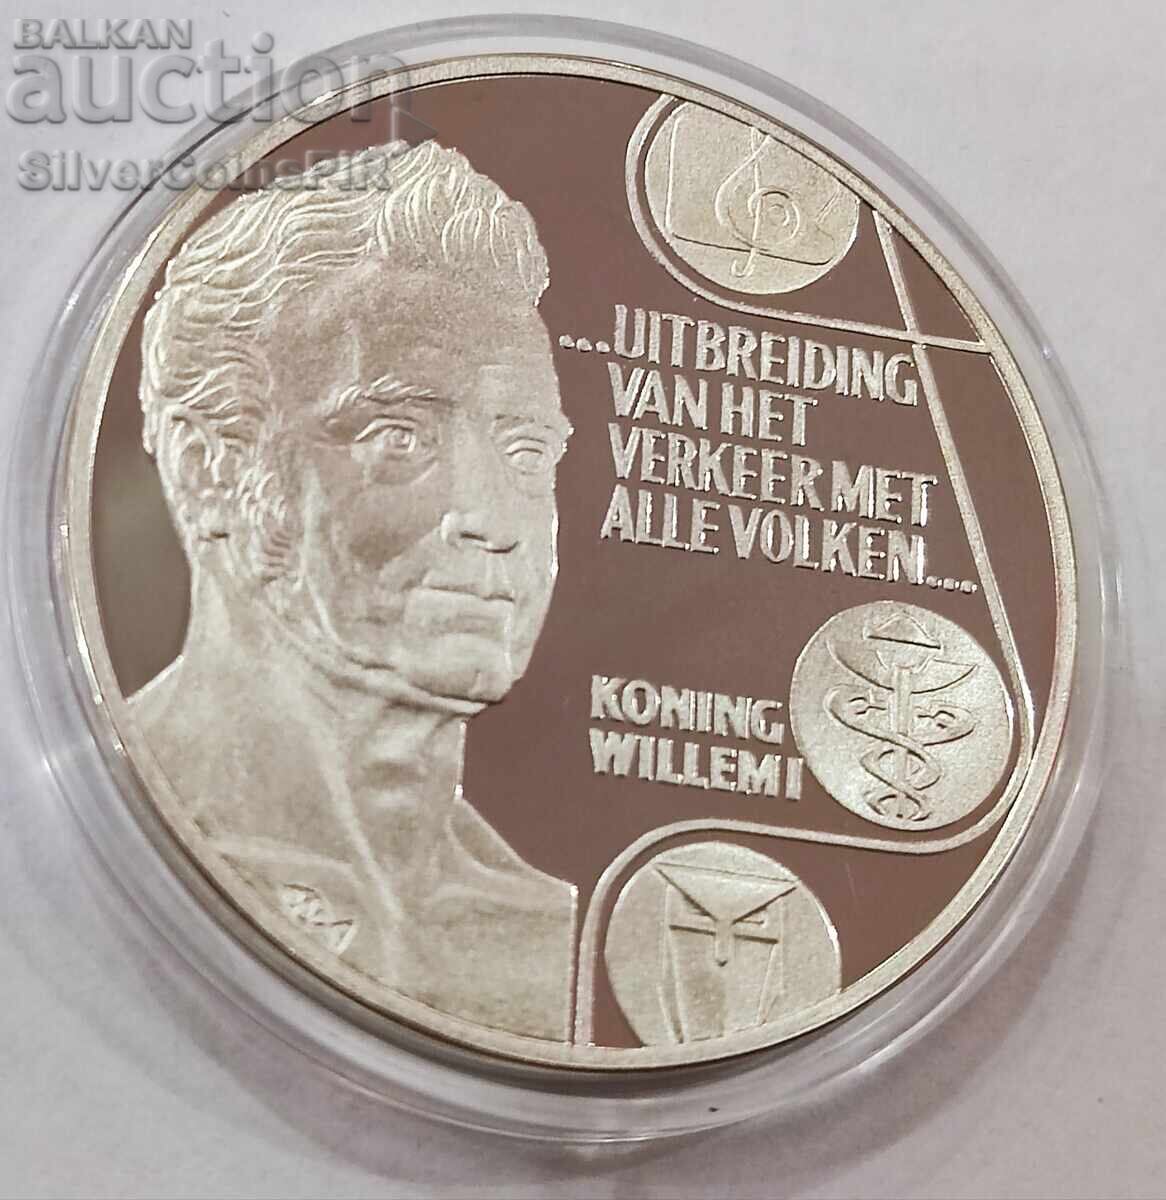 BALKAN
auction
SilverCoinsPIR
...UITBREIDING
VAN HET
VERKEER MET
ALLE VOLKEN....
KONING
WILLEM I